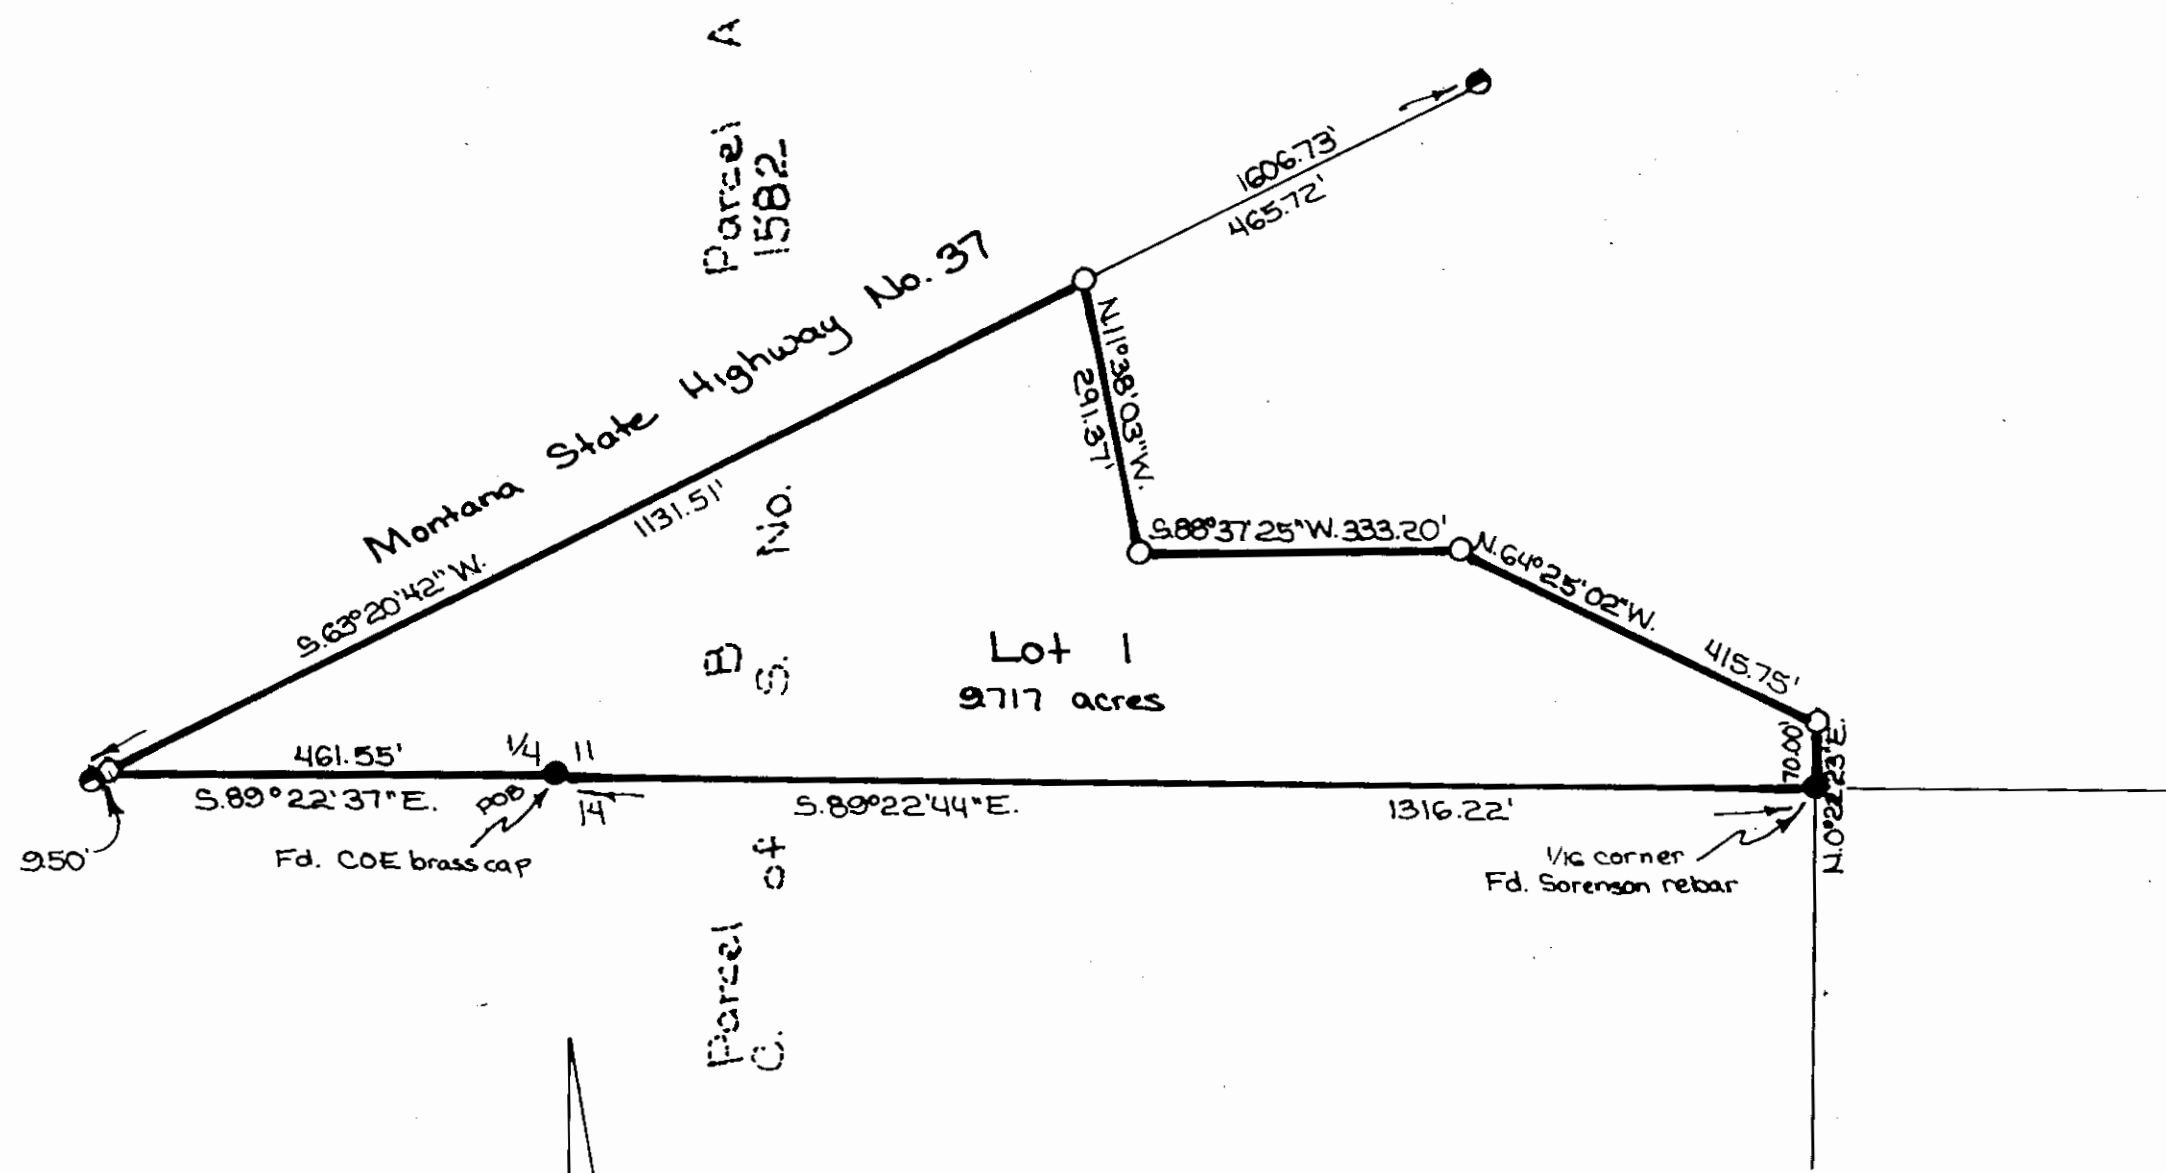 Parcel A
1582
1606.73'
465.72'
Montana State Highway No. 37
N.11°38'03"W.
291.37'
1131.51'
S.63°20'42"W.
No.
S.88°37'25"W. 333.20'
N.64°25'02"W.
415.75'
B
S.
Lot 1
9.717 acres
461.55'
1/4 11
14
S.89°22'37"E.
POB
S.89°22'44"E.
1316.22'
70.00'
9.50'
Fd. COE brass cap
1/16 corner
Fd. Sorenson rebar
of
Parcel
C.